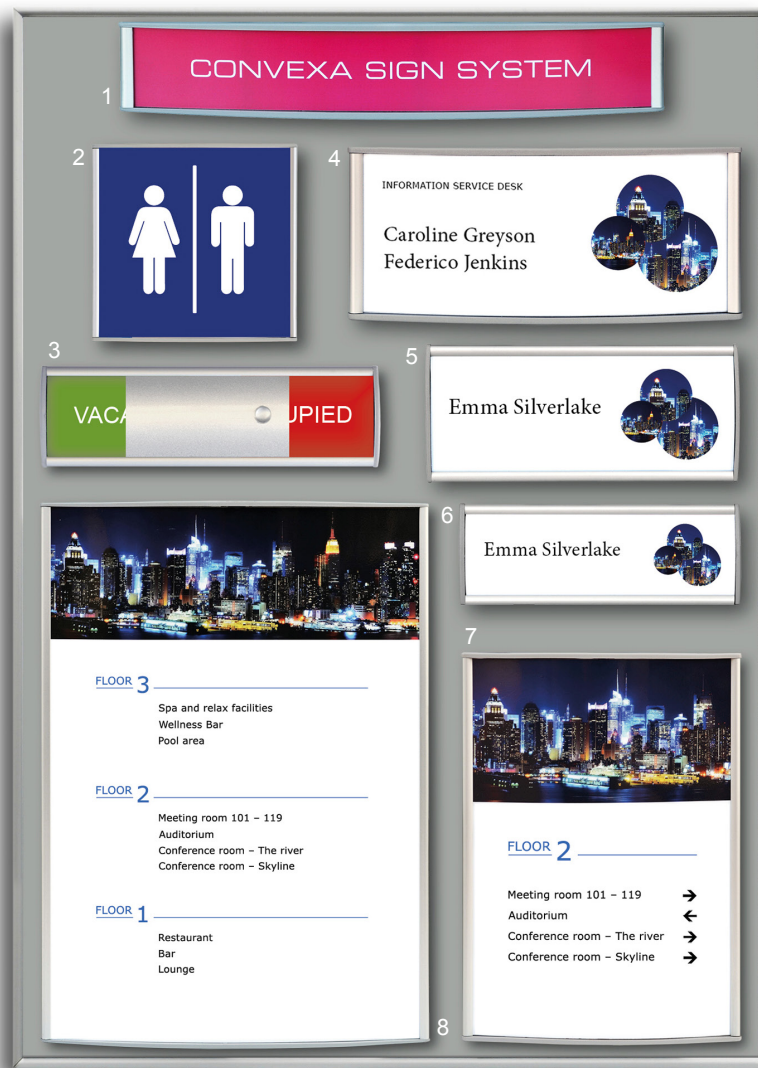 CONVEXA SIGN SYSTEM
1
2
4
INFORMATION SERVICE DESK
Caroline Greyson
Federico Jenkins
3
VACA UPIED
5
Emma Silverlake
6
Emma Silverlake
7
FLOOR 3
Spa and relax facilities
Wellness Bar
Pool area
FLOOR 2
Meeting room 101 – 119
Auditorium
Conference room – The river
Conference room – Skyline
FLOOR 1
Restaurant
Bar
Lounge
8
FLOOR 2
Meeting room 101 – 119 →
Auditorium ←
Conference room – The river →
Conference room – Skyline →